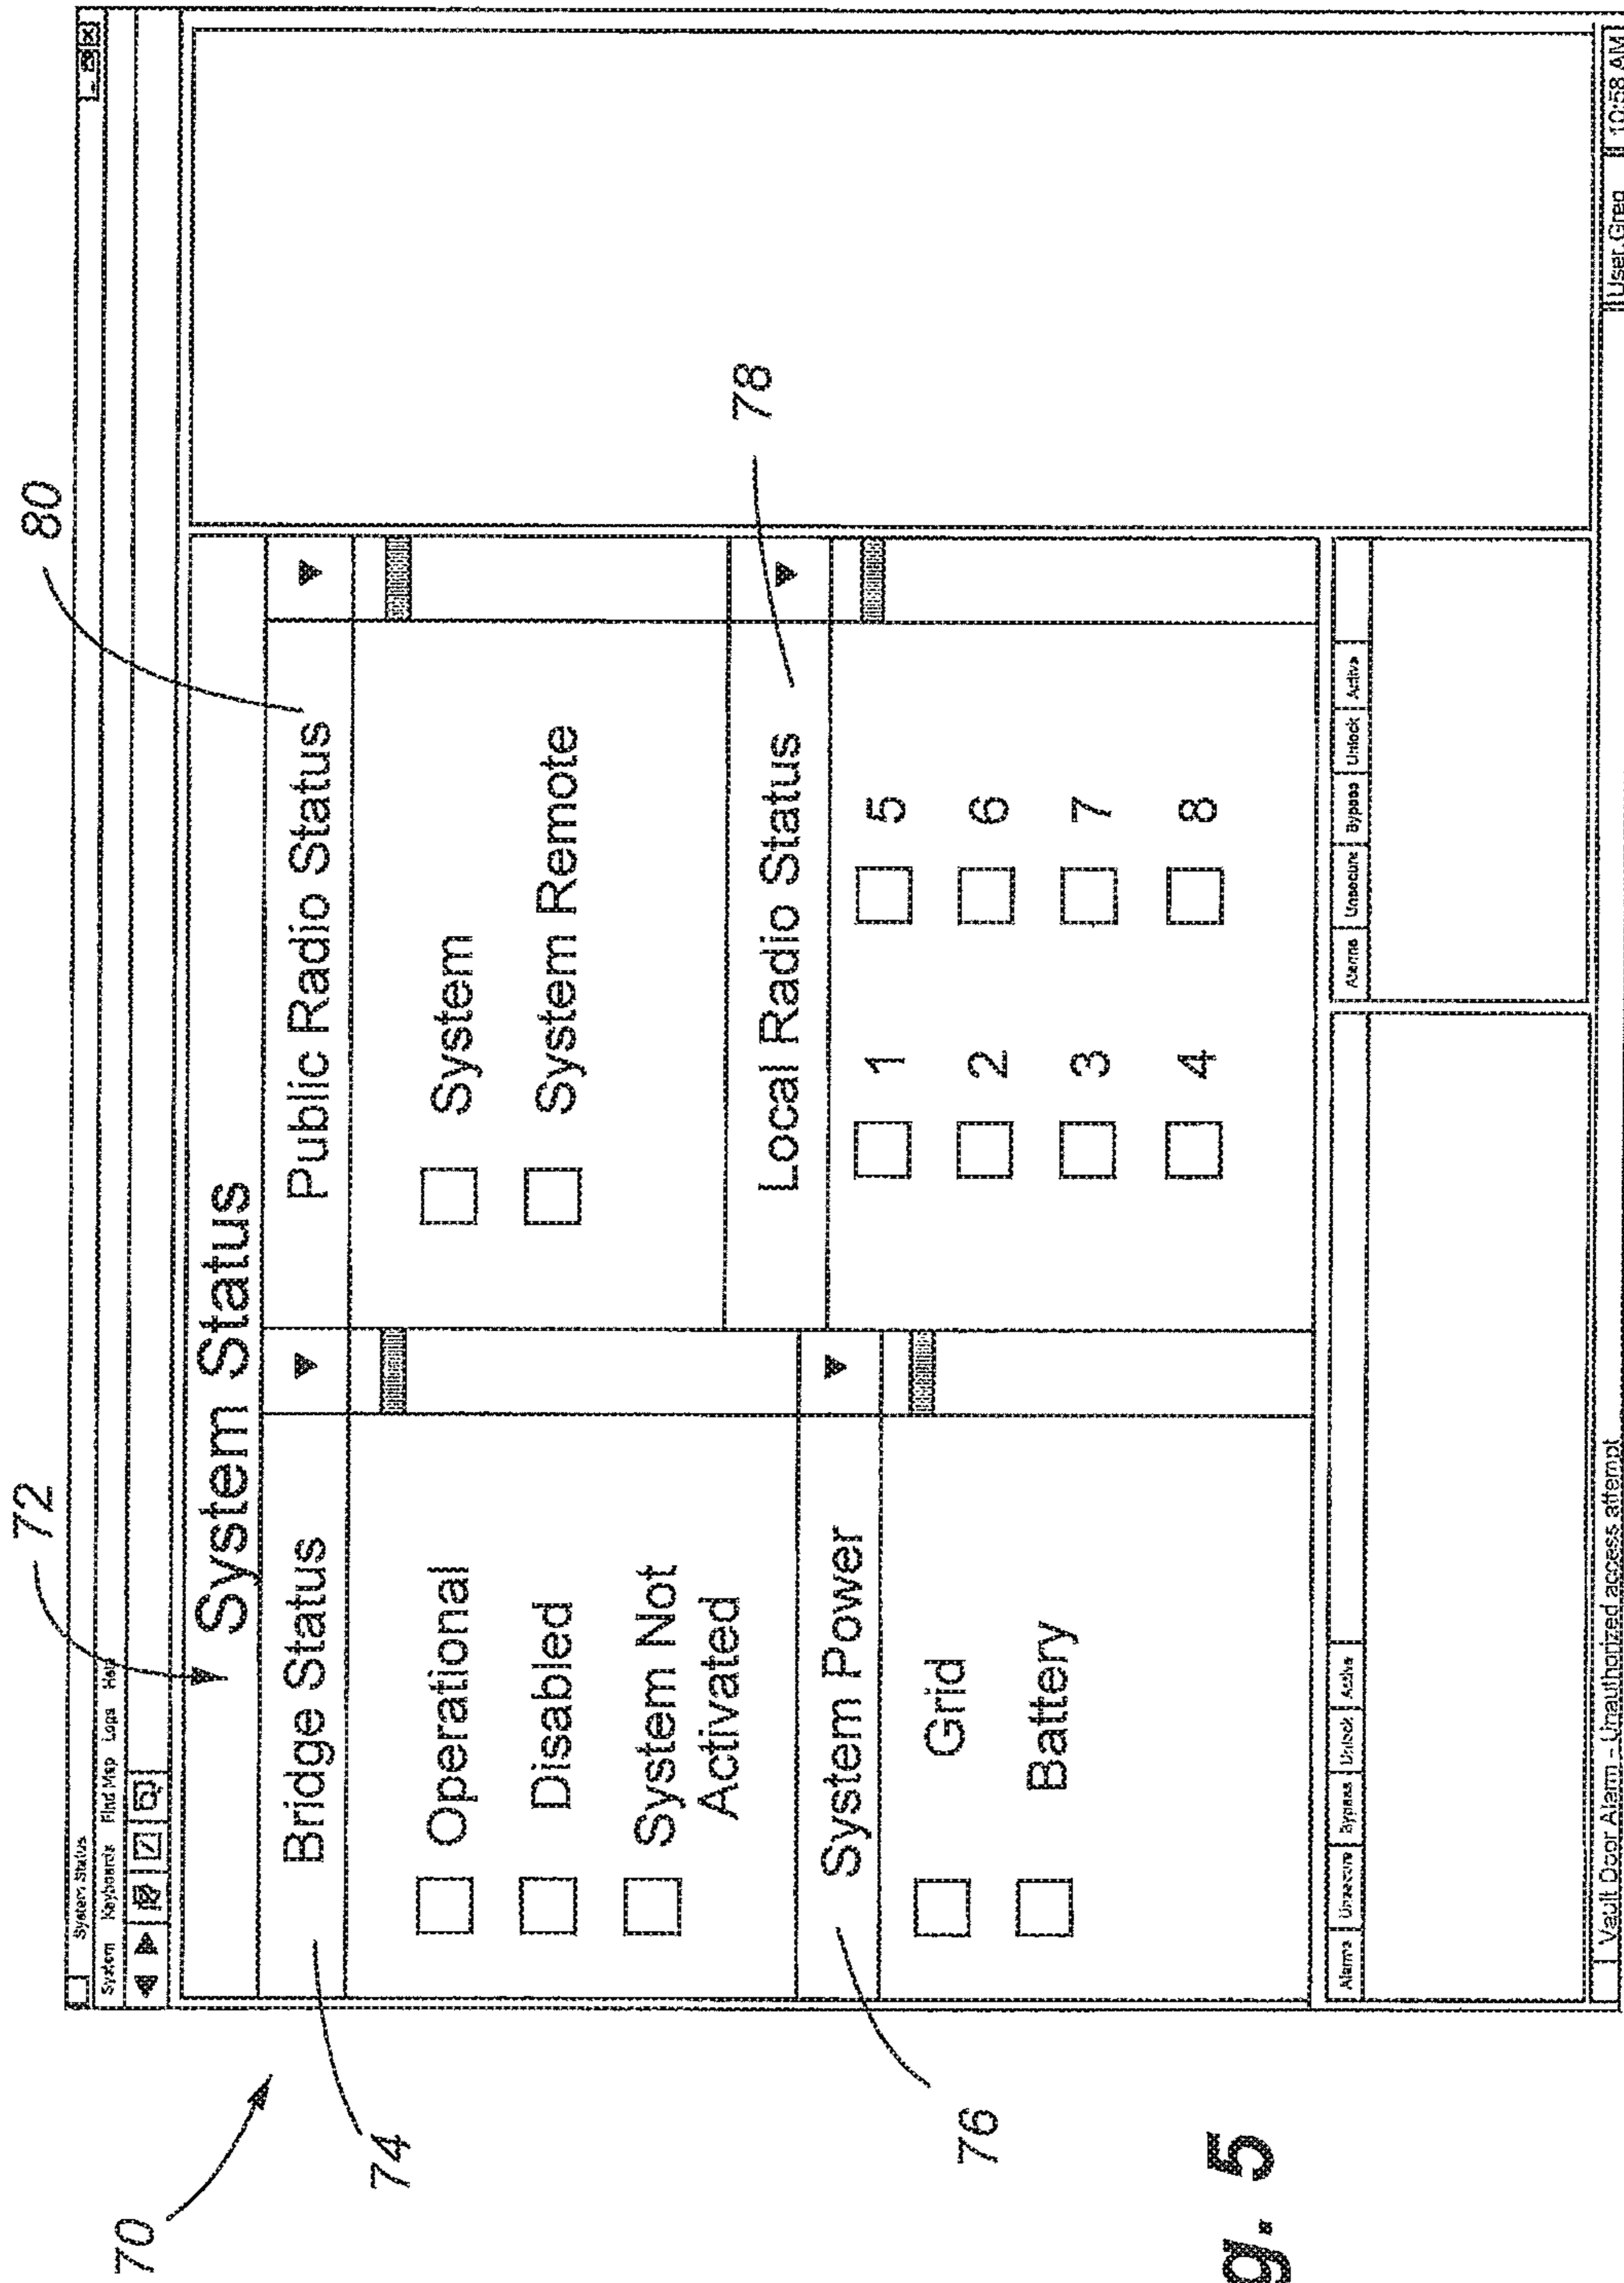 70
72
80
74
76
78
System Status
System Keyboards Find Map Logs Help
System Status
Bridge Status
Operational
Disabled
System Not
Activated
System Power
Grid
Battery
Public Radio Status
System
System Remote
Local Radio Status
1 5
2 6
3 7
4 8
Alarms Unsecure Bypass Unlock Active
Alarms Unsecure Bypass Unlock Active
Vault Door Alarm - Unauthorized access attempt
User:Greg 10:58 AM
g. 5